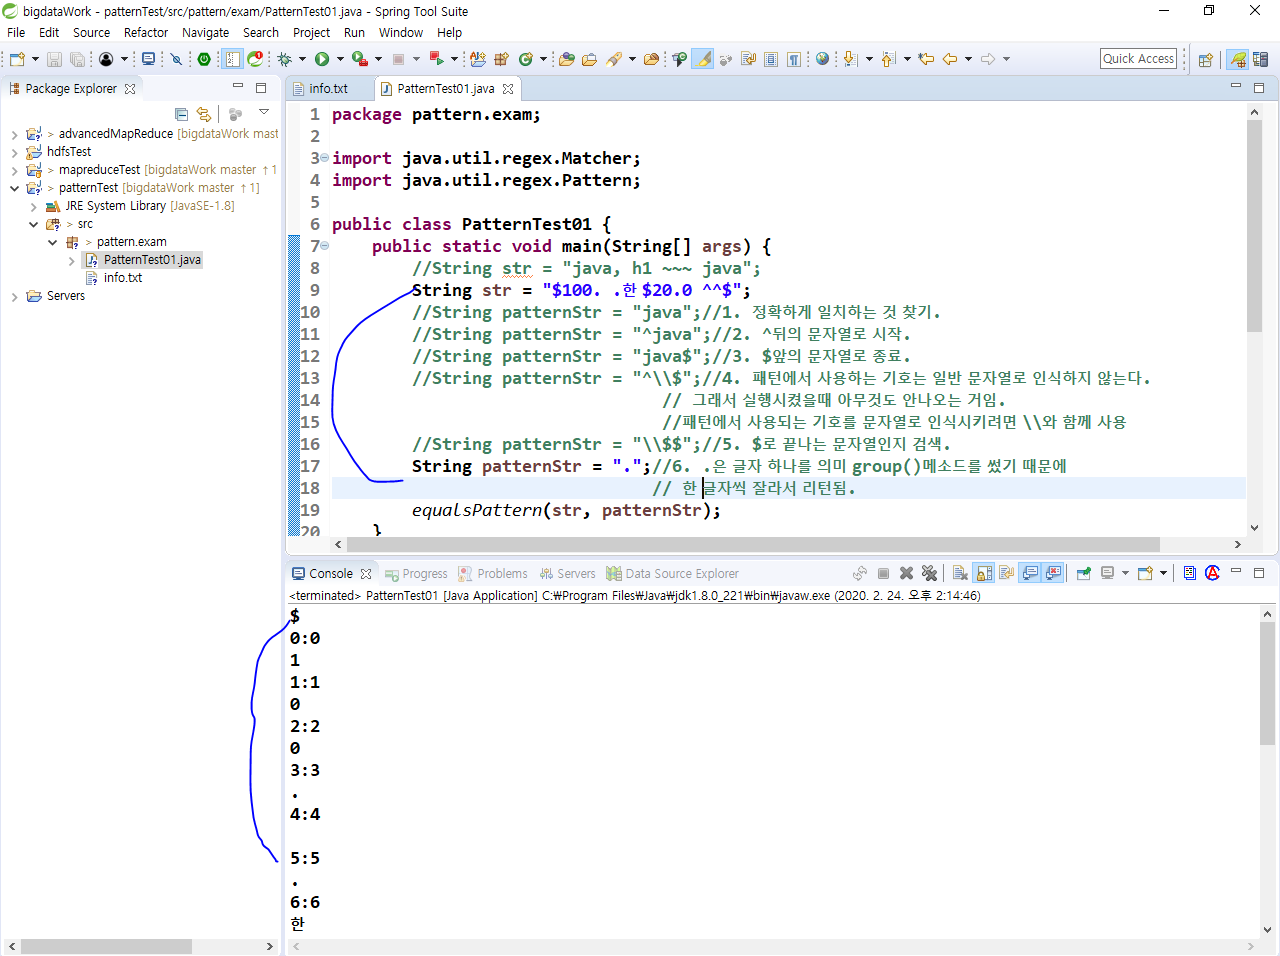 bigdataWork - patternTest/src/pattern/exam/PatternTest01.java - Spring Tool Suite
File Edit Source Refactor Navigate Search Project Run Window Help
Quick Access
Package Explorer
> advancedMapReduce [bigdataWork mast
hdfsTest
> mapreduceTest [bigdataWork master ↑1
> patternTest [bigdataWork master ↑1]
JRE System Library [JavaSE-1.8]
> src
> pattern.exam
PatternTest01.java
info.txt
Servers
info.txt PatternTest01.java
1 package pattern.exam;
2
3 import java.util.regex.Matcher;
4 import java.util.regex.Pattern;
5
6 public class PatternTest01 {
7 public static void main(String[] args) {
8 //String str = "java, h1 ~~~ java";
9 String str = "$100. .한 $20.0 ^^$";
10 //String patternStr = "java";//1. 정확하게 일치하는 것 찾기.
11 //String patternStr = "^java";//2. ^뒤의 문자열로 시작.
12 //String patternStr = "java$";//3. $앞의 문자열로 종료.
13 //String patternStr = "^\\$";//4. 패턴에서 사용하는 기호는 일반 문자열로 인식하지 않는다.
14 // 그래서 실행시켰을때 아무것도 안나오는 거임.
15 //패턴에서 사용되는 기호를 문자열로 인식시키려면 \\와 함께 사용
16 //String patternStr = "\\$$";//5. $로 끝나는 문자열인지 검색.
17 String patternStr = ".";//6. .은 글자 하나를 의미 group()메소드를 썼기 때문에
18 // 한 글자씩 잘라서 리턴됨.
19 equalsPattern(str, patternStr);
20 }
Console Progress Problems Servers Data Source Explorer
<terminated> PatternTest01 [Java Application] C:₩Program Files₩Java₩jdk1.8.0_221₩bin₩javaw.exe (2020. 2. 24. 오후 2:14:46)
$
0:0
1
1:1
0
2:2
0
3:3
.
4:4

5:5
.
6:6
한